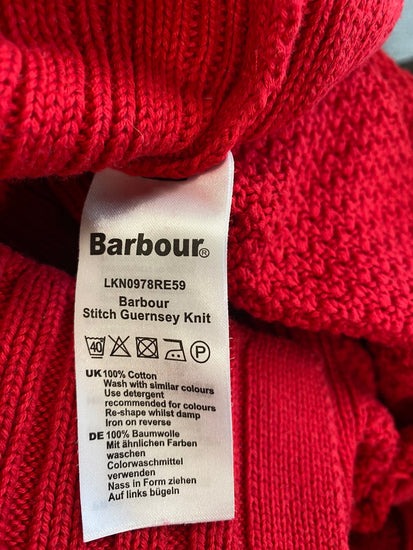 Barbour®
LKN0978RE59
Barbour
Stitch Guernsey Knit
40 P
UK 100% Cotton
Wash with similar colours
Use detergent
recommended for colours
Re-shape whilst damp
Iron on reverse
DE 100% Baumwolle
Mit ähnlichen Farben
waschen
Colorwaschmittel
verwenden
Nass in Form ziehen
Auf links bügeln